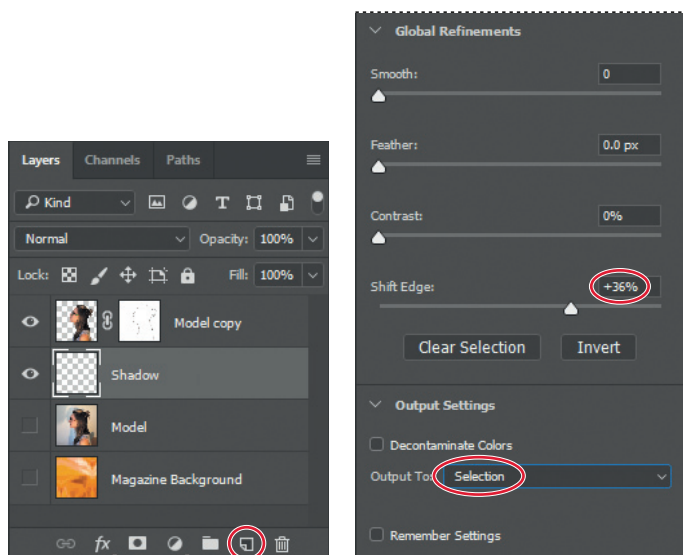 Layers Channels Paths
Kind
Normal Opacity: 100%
Lock: Fill: 100%
Model copy
Shadow
Model
Magazine Background
fx
Global Refinements
Smooth: 0
Feather: 0.0 px
Contrast: 0%
Shift Edge: +36%
Clear Selection Invert
Output Settings
Decontaminate Colors
Output To: Selection
Remember Settings